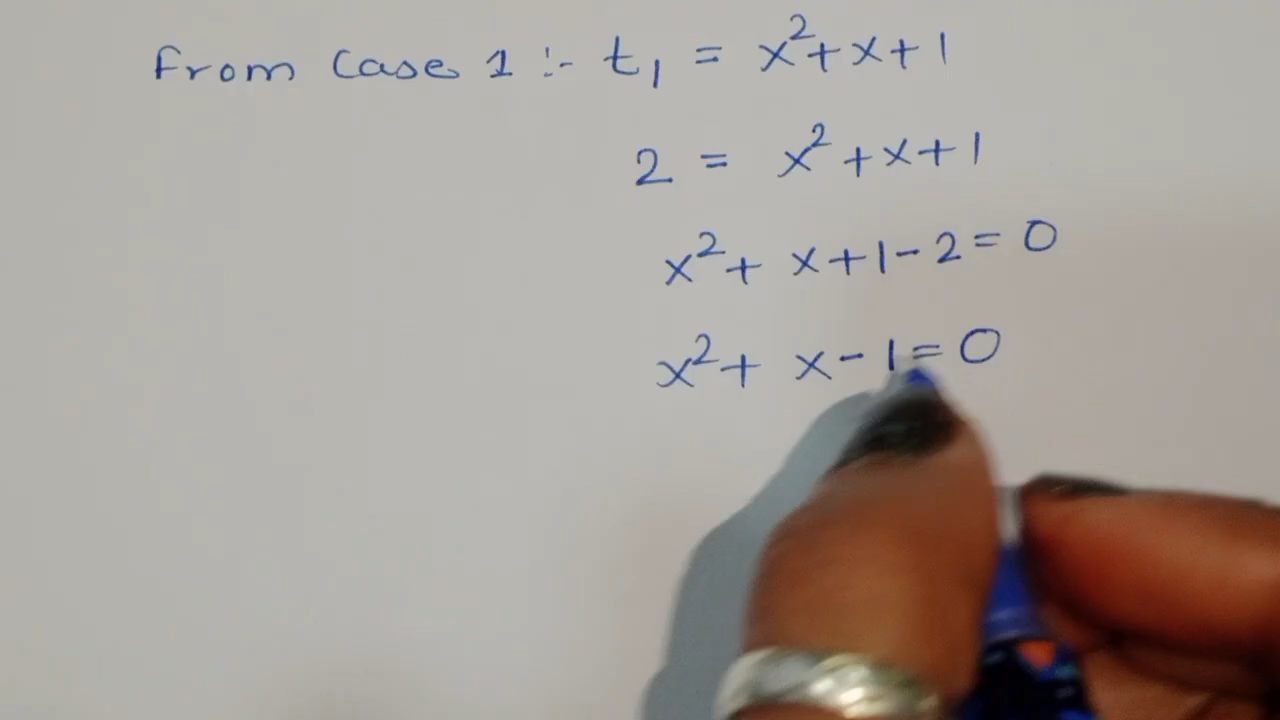 From Case 1 :- t₁ = x² + x + 1
2 = x² + x + 1
x² + x + 1 - 2 = 0
x² + x - 1 = 0